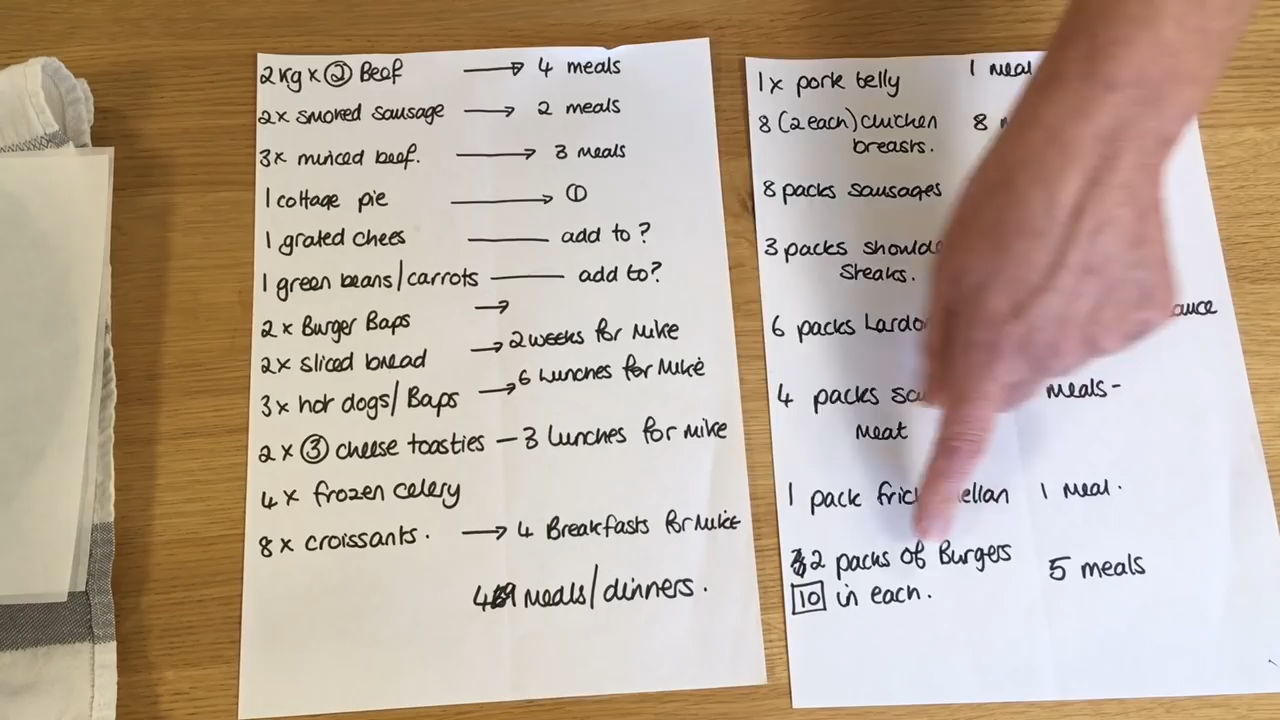 2kg x ② Beef → 4 meals
2x smoked sausage → 2 meals
3x minced beef. → 3 meals
1 cottage pie → ①
1 grated chees — add to?
1 green beans/carrots — add to?
2 x Burger Baps →
2x sliced bread → 2 weeks for Mike
3x hot dogs/Baps → 6 Lunches for Mike
2 x ③ cheese toasties – 3 Lunches for Mike
4x frozen celery
8x croissants. → 4 Breakfasts for Mike
meals/dinners.
1x pork belly 1 meal
8 (2 each) chicken 8
breasts.
8 packs sausages
3 packs
Steaks.
6 packs
4 packs meals-
Meat
1 pack 1 Meal.
2 packs of Burgers 5 meals
10 in each.